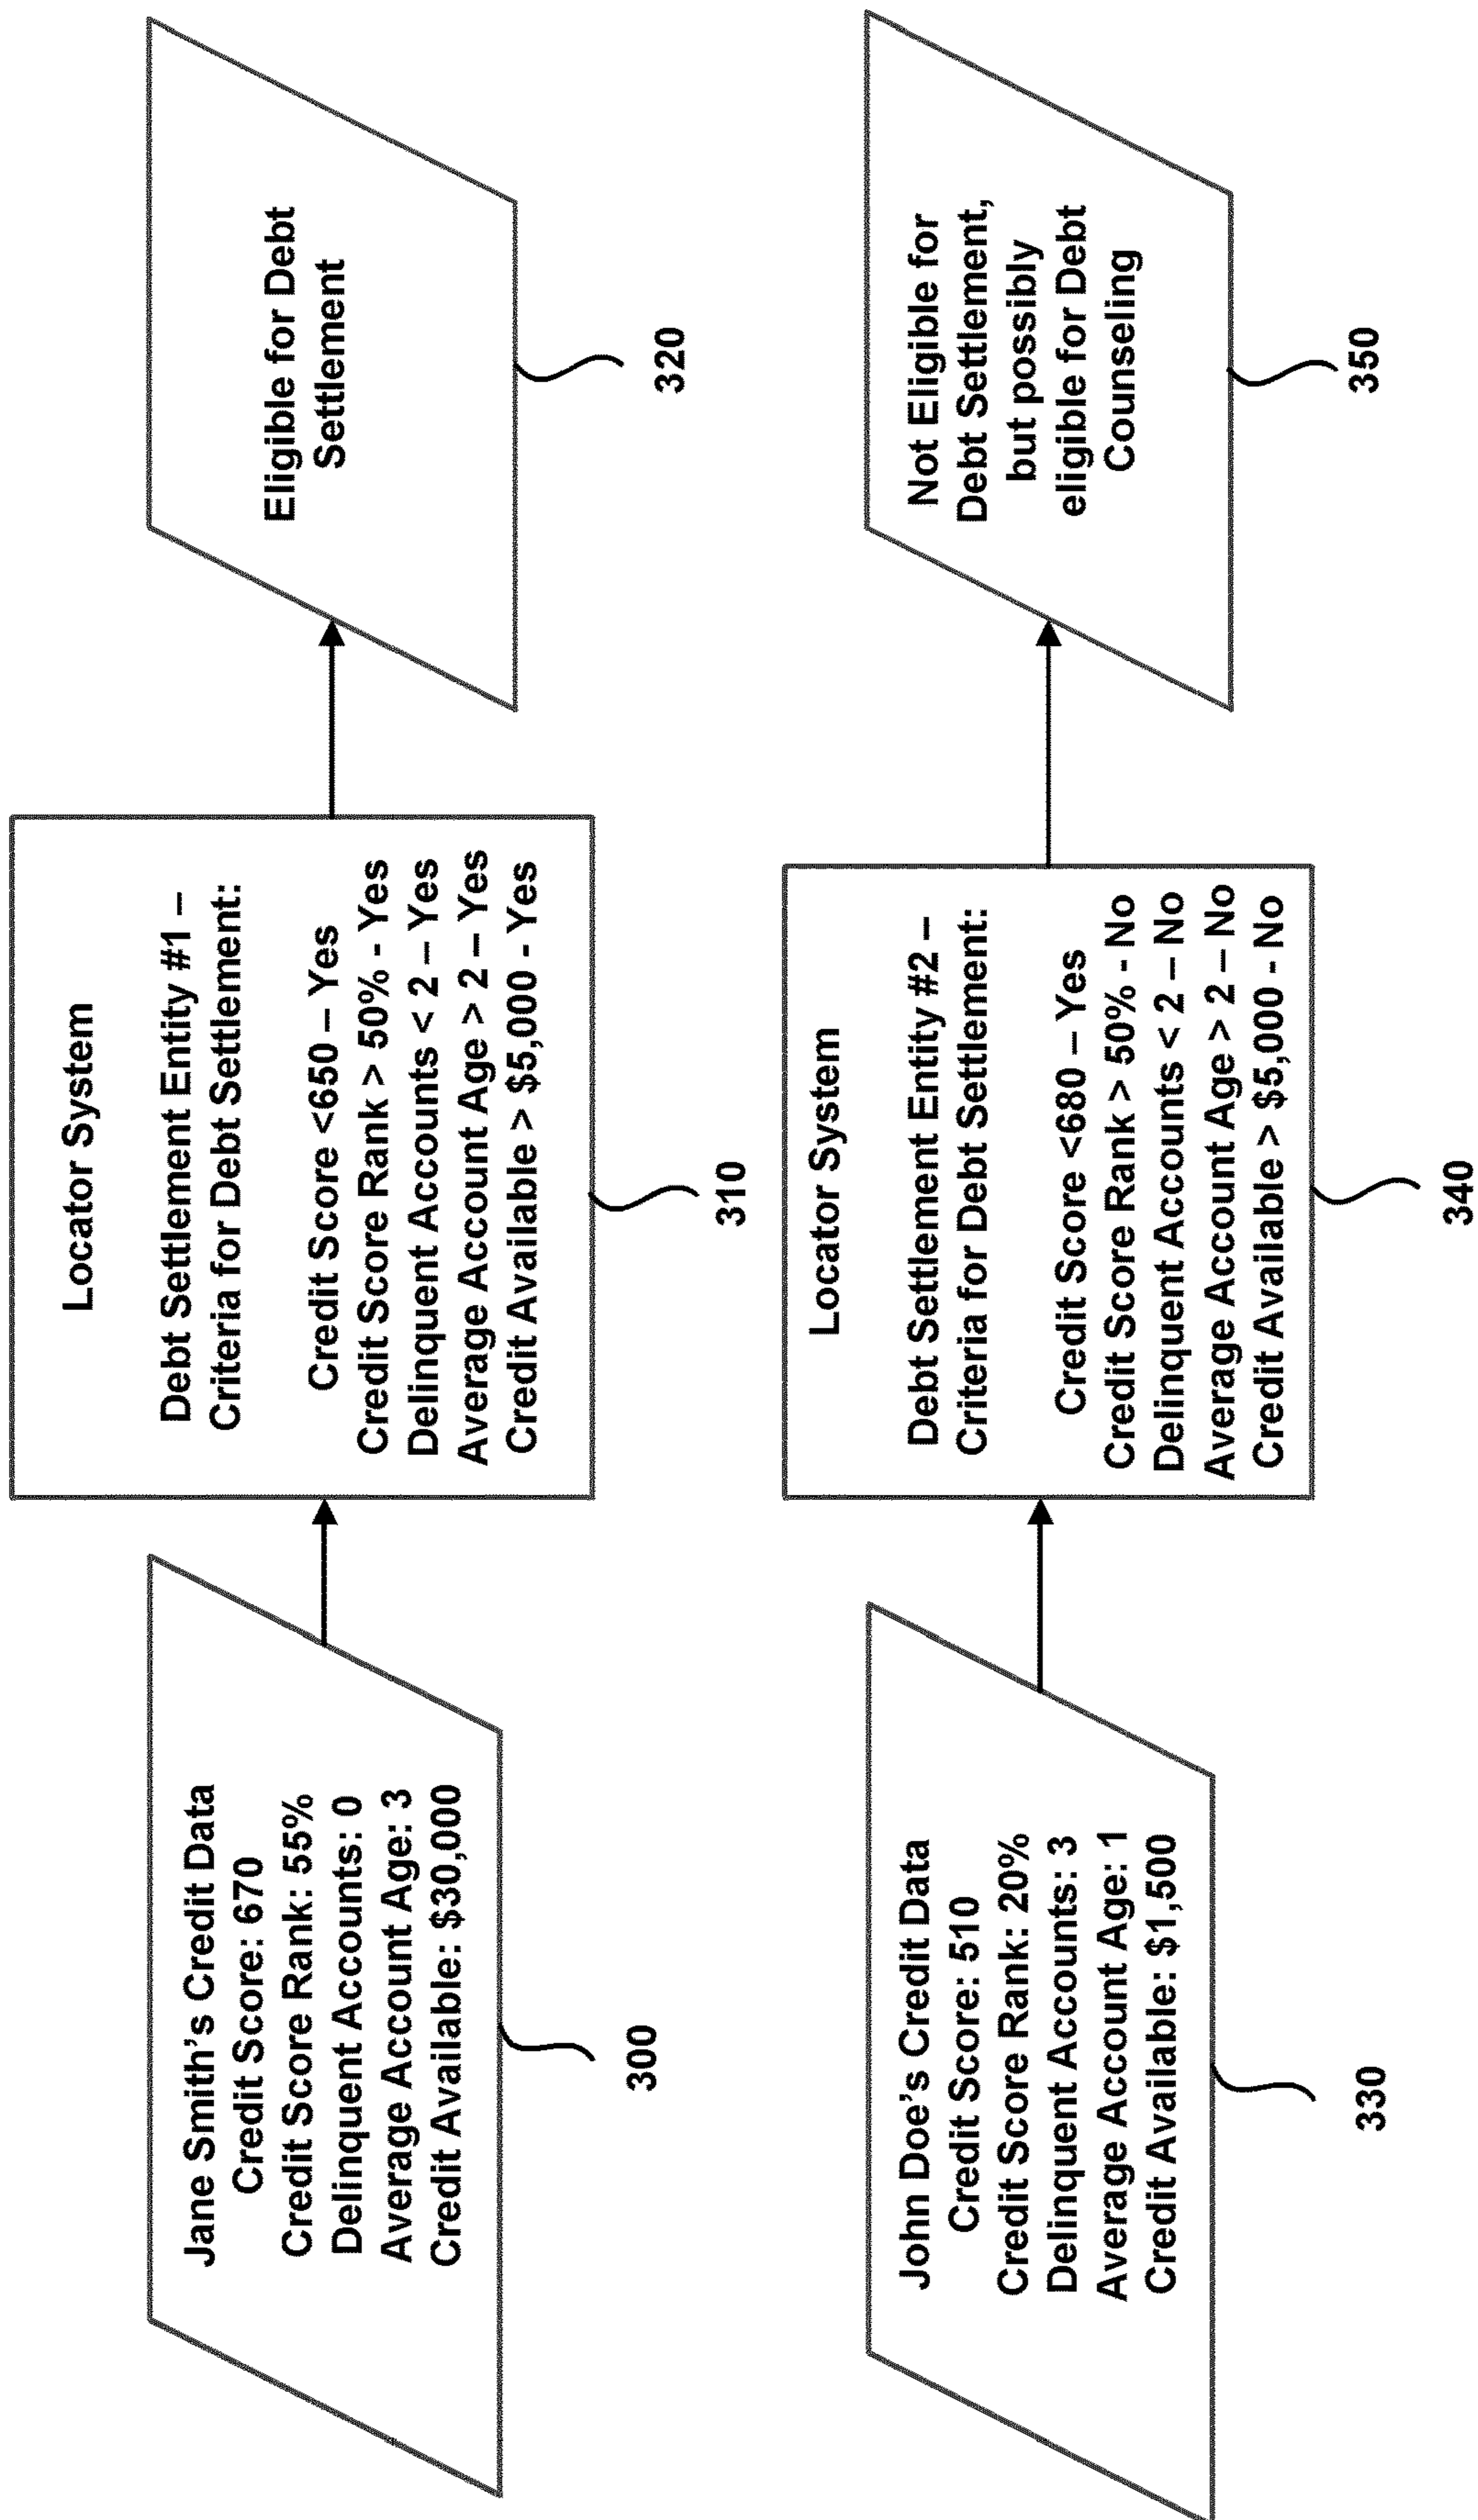 Jane Smith's Credit Data
Credit Score: 670
Credit Score Rank: 55%
Delinquent Accounts: 0
Average Account Age: 3
Credit Available: $30,000
300
Locator System
Debt Settlement Entity #1 –
Criteria for Debt Settlement:
Credit Score <650 – Yes
Credit Score Rank > 50% - Yes
Delinquent Accounts < 2 – Yes
Average Account Age > 2 – Yes
Credit Available > $5,000 - Yes
310
Eligible for Debt
Settlement
320
John Doe's Credit Data
Credit Score: 510
Credit Score Rank: 20%
Delinquent Accounts: 3
Average Account Age: 1
Credit Available: $1,500
330
Locator System
Debt Settlement Entity #2 –
Criteria for Debt Settlement:
Credit Score <680 – Yes
Credit Score Rank > 50% - No
Delinquent Accounts < 2 – No
Average Account Age > 2 – No
Credit Available > $5,000 - No
340
Not Eligible for
Debt Settlement,
but possibly
eligible for Debt
Counseling
350